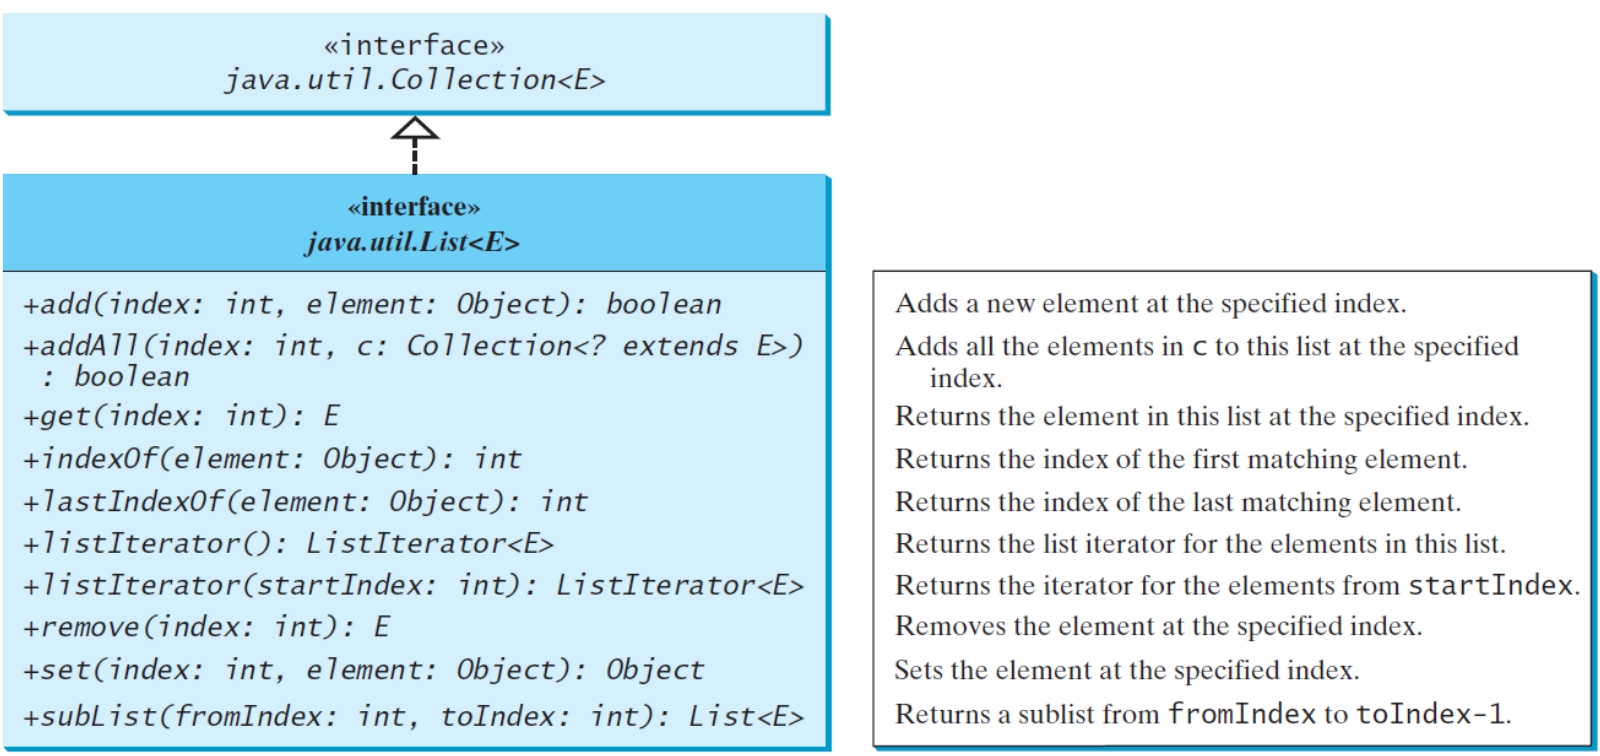 «interface»
java.util.Collection<E>
«interface»
java.util.List<E>
+add(index: int, element: Object): boolean
+addAll(index: int, c: Collection<? extends E>)
: boolean
+get(index: int): E
+indexOf(element: Object): int
+lastIndexOf(element: Object): int
+listIterator(): ListIterator<E>
+listIterator(startIndex: int): ListIterator<E>
+remove(index: int): E
+set(index: int, element: Object): Object
+subList(fromIndex: int, toIndex: int): List<E>
Adds a new element at the specified index.
Adds all the elements in c to this list at the specified
index.
Returns the element in this list at the specified index.
Returns the index of the first matching element.
Returns the index of the last matching element.
Returns the list iterator for the elements in this list.
Returns the iterator for the elements from startIndex.
Removes the element at the specified index.
Sets the element at the specified index.
Returns a sublist from fromIndex to toIndex-1.